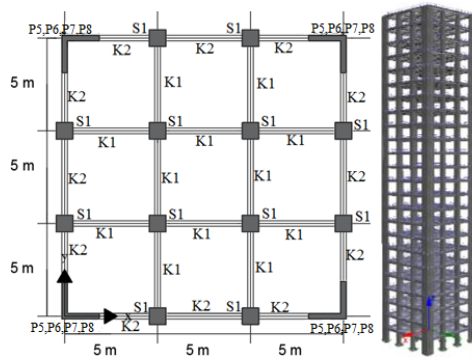 P5,P6,P7,P8 S1 S1 P5,P6,P7,P8
K2 K2 K2
5 m K2 K1 K1 K2
S1 S1 S1 S1
K1 K1 K1
5 m K2 K1 K1 K2
S1 S1 S1 S1
K1 K1 K1
K2
5 m y K1 K1 K2
S1 K2 S1 K2
P5,P6,P7,P8 x K2 P5,P6,P7,P8
5 m 5 m 5 m